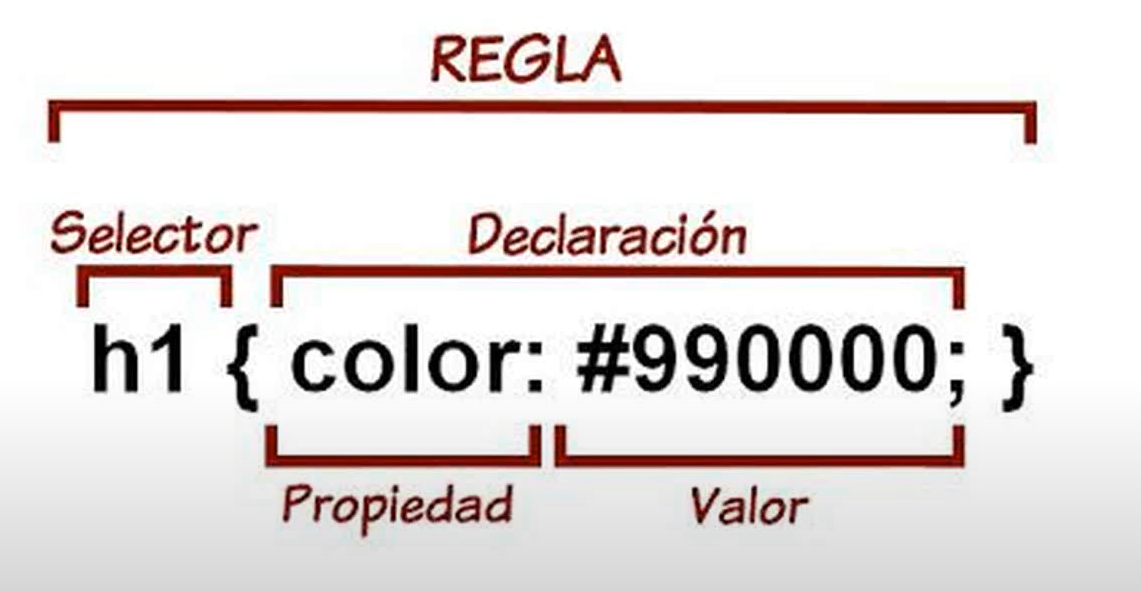 REGLA
Selector Declaración
h1 { color: #990000; }
Propiedad Valor